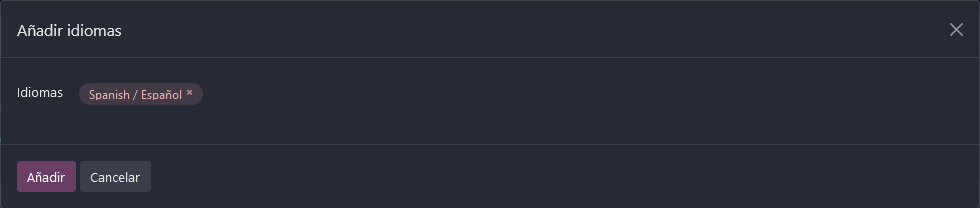 Añadir idiomas
Idiomas Spanish / Español ×
Añadir Cancelar